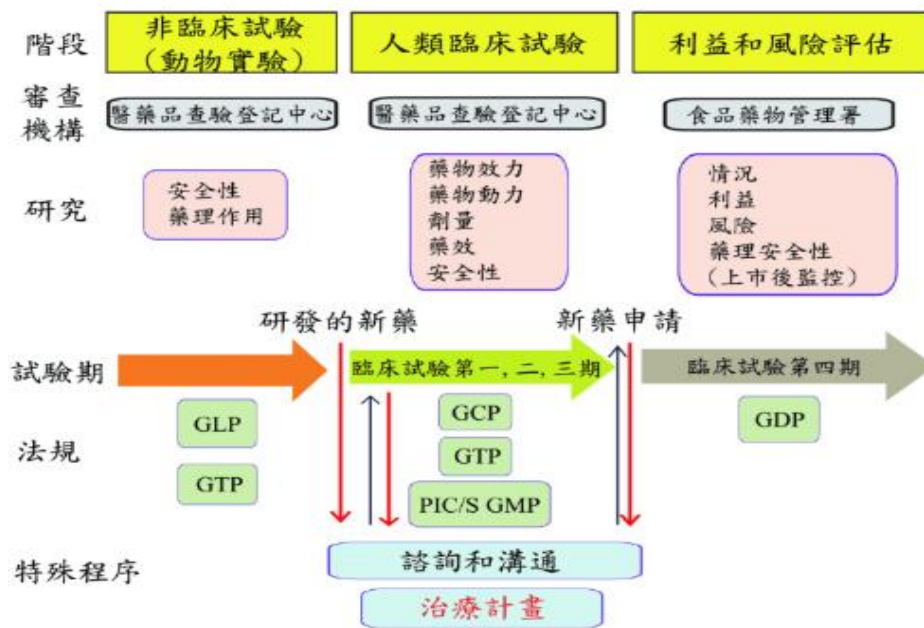 階段
非臨床試驗
(動物實驗)
人類臨床試驗
利益和風險評估
審查
機構
醫藥品查驗登記中心
醫藥品查驗登記中心
食品藥物管理署
研究
安全性
藥理作用
藥物效力
藥物動力
劑量
藥效
安全性
情況
利益
風險
藥理安全性
(上市後監控)
研發的新藥
新藥申請
試驗期
臨床試驗第一,二,三期
臨床試驗第四期
法規
GLP
GTP
GCP
GTP
PIC/S GMP
GDP
特殊程序
諮詢和溝通
治療計畫